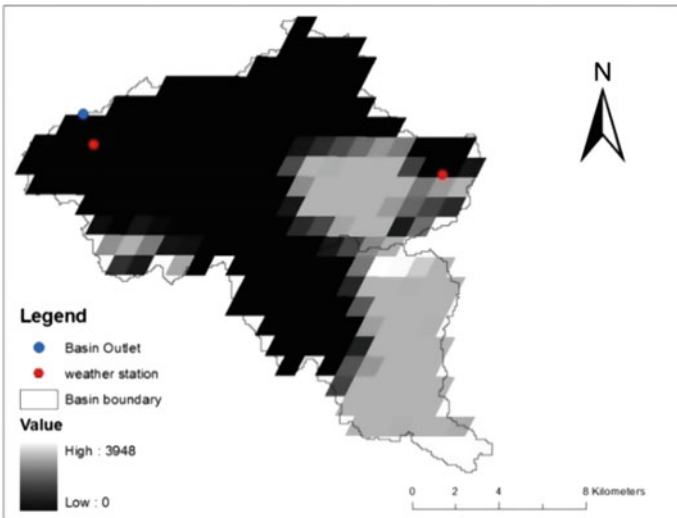 N
Legend
Basin Outlet
weather station
Basin boundary
Value
High : 3948
Low : 0
0 2 4 8 Kilometers